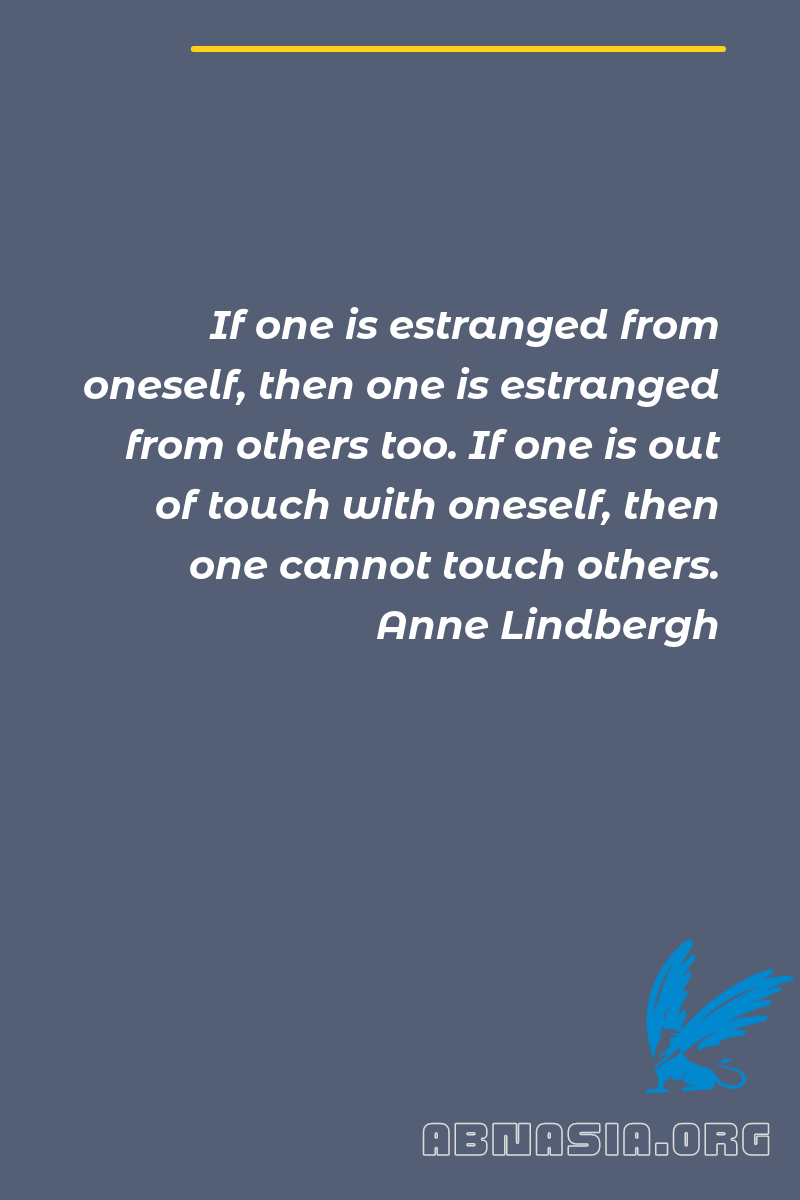 If one is estranged from
oneself, then one is estranged
from others too. If one is out
of touch with oneself, then
one cannot touch others.
Anne Lindbergh
ABNASIA.ORG